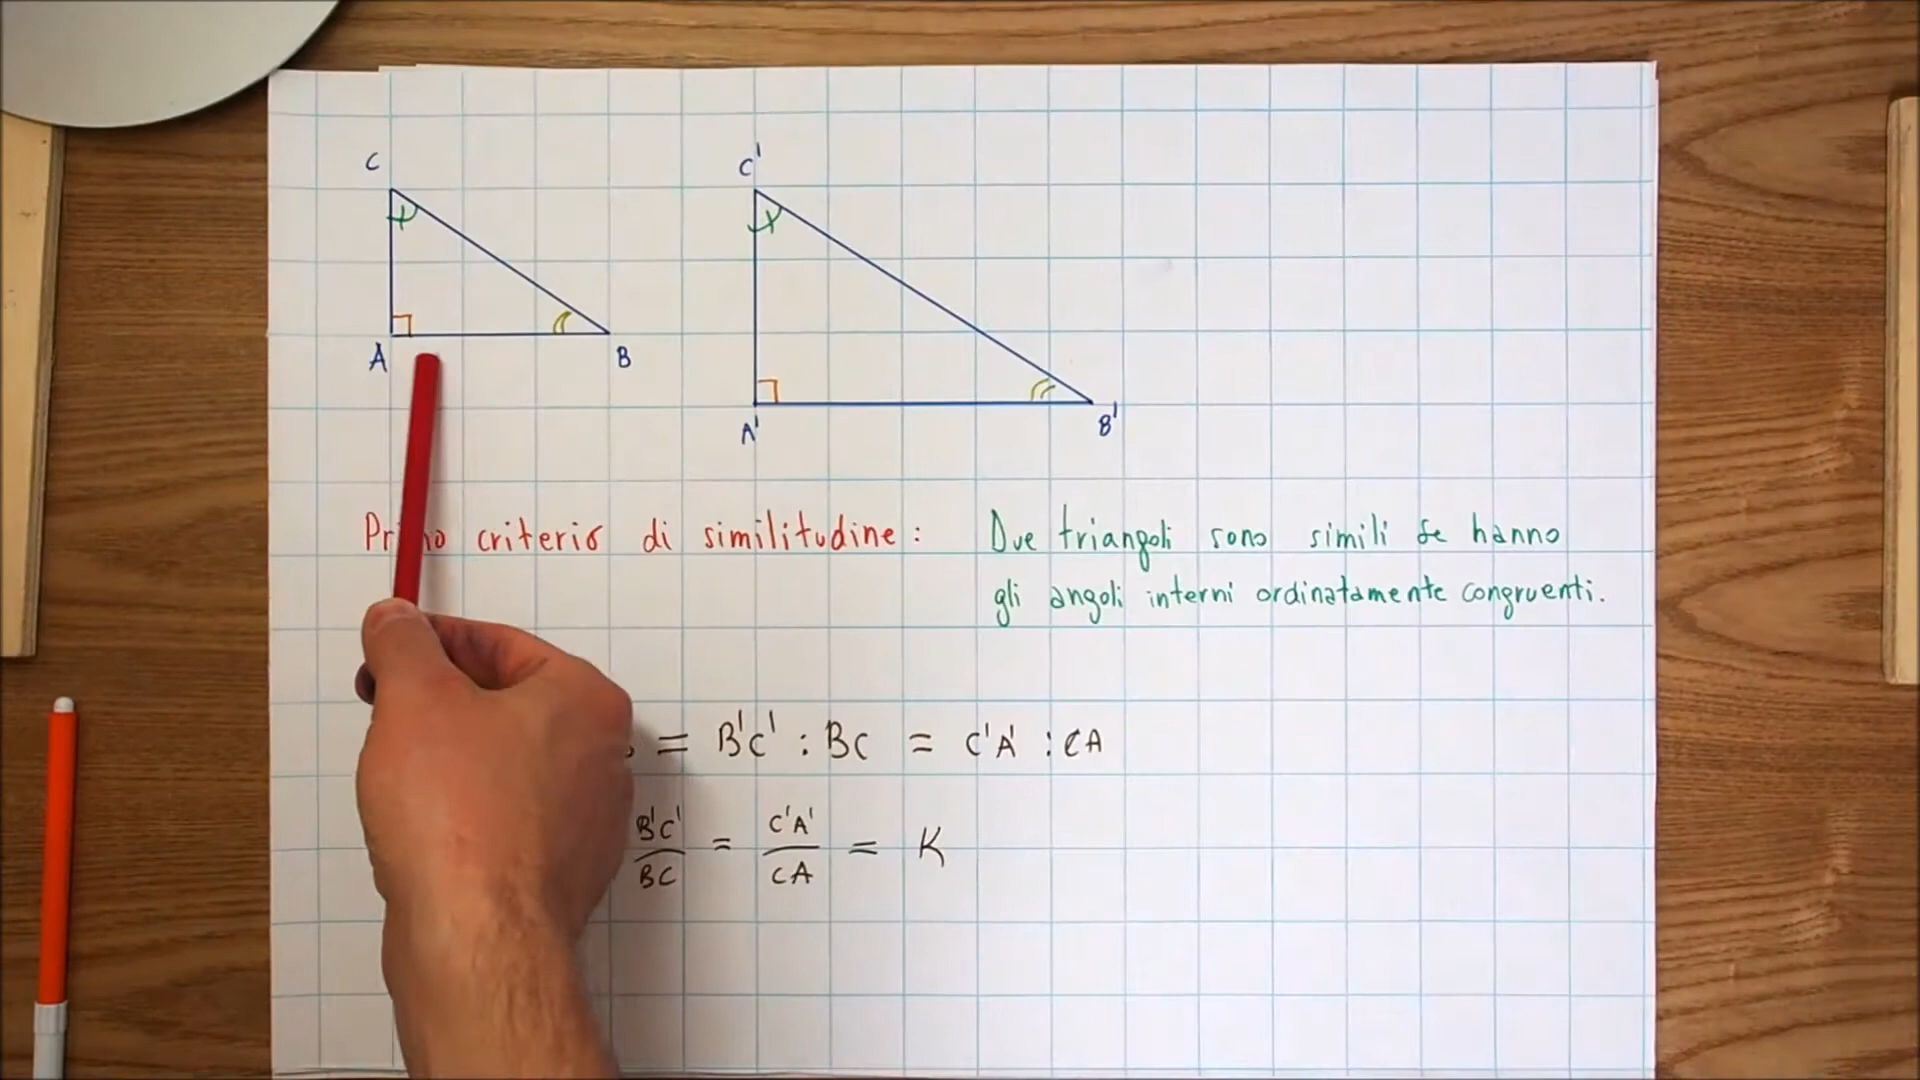 C
C'
A
B
A'
B'
criterio di similitudine:
Due triangoli sono simili se hanno
gli angoli interni ordinatamente congruenti.
= B'C' : BC = C'A' : CA
B'C'/BC = C'A'/CA = K